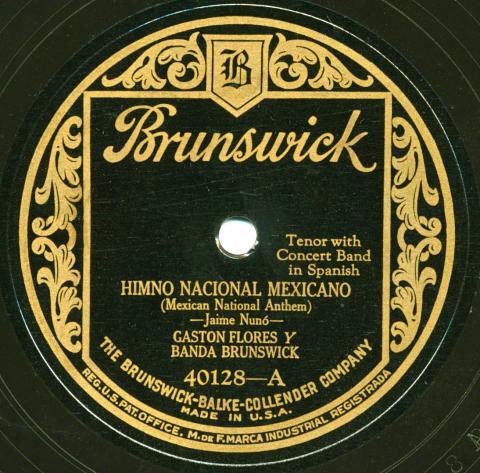 B
Brunswick
Tenor with
Concert Band
in Spanish
HIMNO NACIONAL MEXICANO
(Mexican National Anthem)
—Jaime Nunó—
GASTON FLORES Y
BANDA BRUNSWICK
40128—A
THE BRUNSWICK-BALKE-COLLENDER COMPANY
MADE IN U.S.A.
REG. U.S. PAT. OFFICE. M. DE F. MARCA INDUSTRIAL REGISTRADA